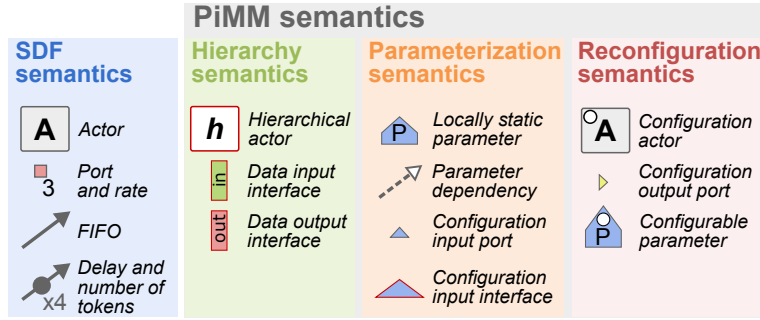 PiMM semantics
SDF
semantics
A
Actor
3
Port
and rate
FIFO
x4
Delay and
number of
tokens
Hierarchy
semantics
h
Hierarchical
actor
in
Data input
interface
out
Data output
interface
Parameterization
semantics
P
Locally static
parameter
Parameter
dependency
Configuration
input port
Configuration
input interface
Reconfiguration
semantics
A
Configuration
actor
Configuration
output port
P
Configurable
parameter